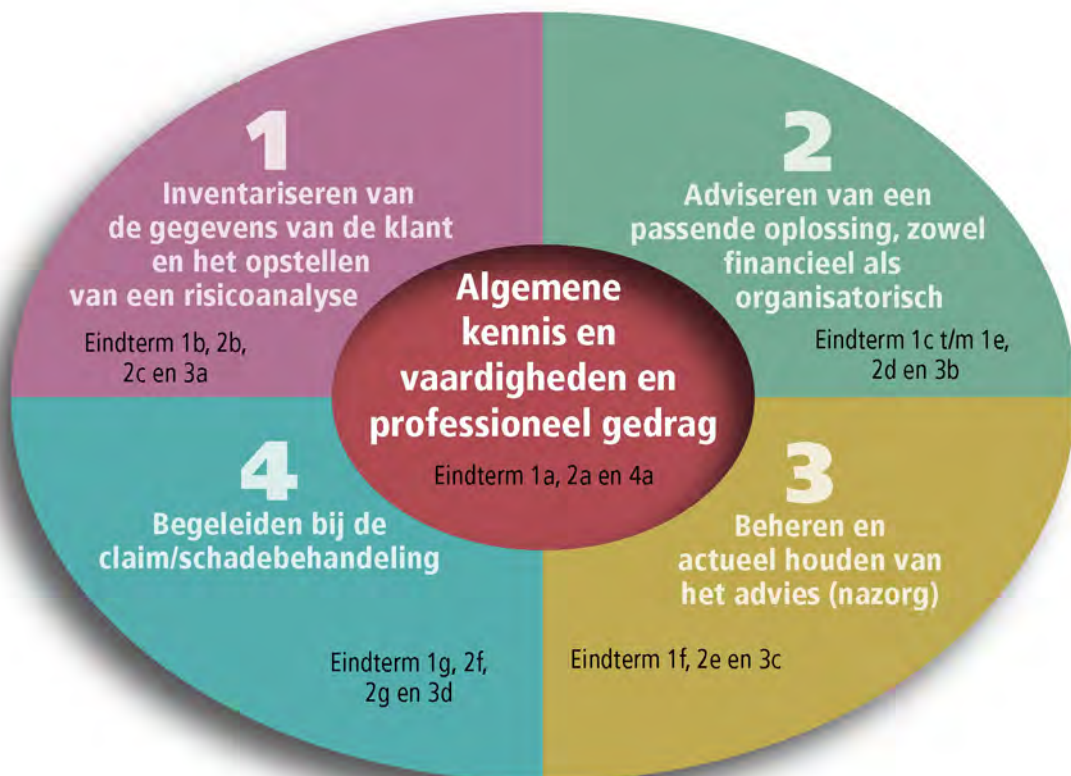 1
Inventariseren van
de gegevens van de klant
en het opstellen
van een risicoanalyse
Eindterm 1b, 2b,
2c en 3a
2
Adviseren van een
passende oplossing, zowel
financieel als
organisatorisch
Eindterm 1c t/m 1e,
2d en 3b
Algemene
kennis en
vaardigheden en
professioneel gedrag
Eindterm 1a, 2a en 4a
3
Beheren en
actueel houden van
het advies (nazorg)
Eindterm 1f, 2e en 3c
4
Begeleiden bij de
claim/schadebehandeling
Eindterm 1g, 2f,
2g en 3d